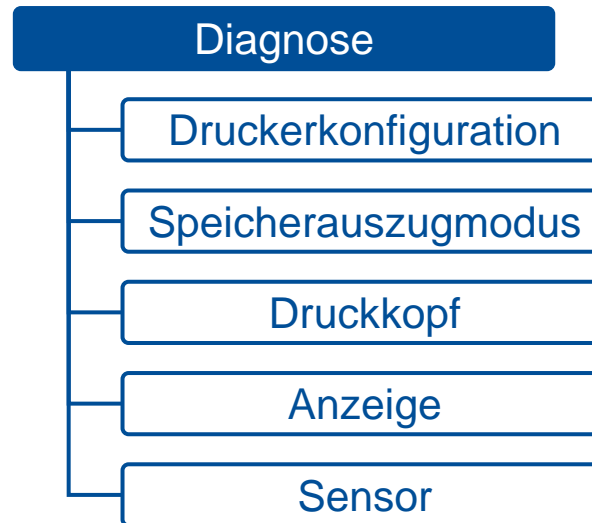 Diagnose
Druckerkonfiguration
Speicherauszugmodus
Druckkopf
Anzeige
Sensor